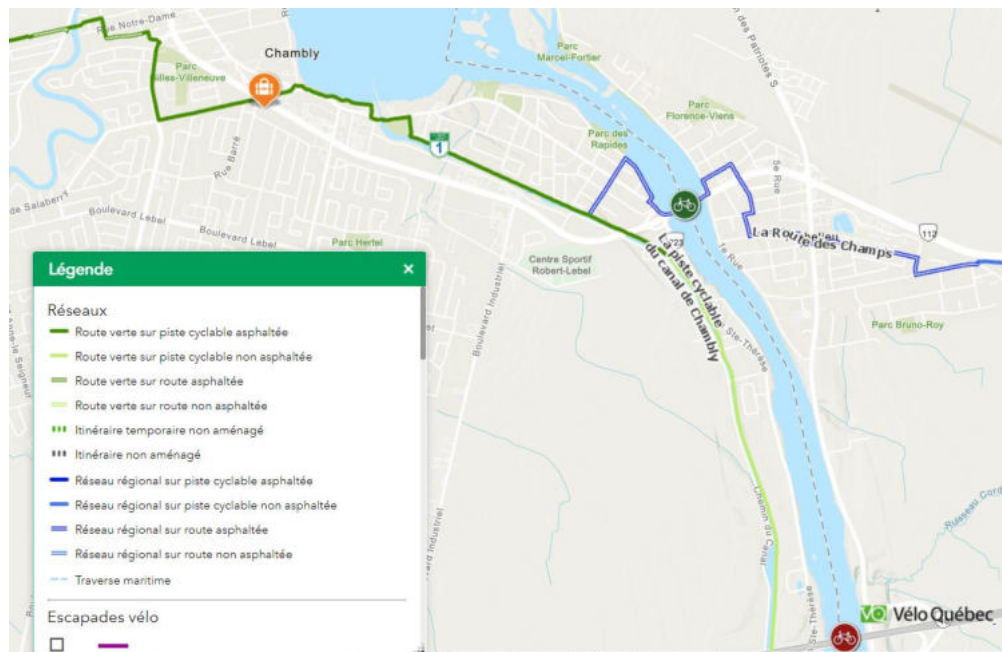 Rue Notre-Dame
Chambly
Parc
Gilles-Villeneuve
Parc
Marcel-Fortier
des Patriotes S
Parc
Florence-Viens
Parc des
Rapides
1
Rue Barré
5e Rue
de Salaberry
Boulevard Lebel
Boulevard Lebel
Parc Hertel
223
112
La Route des Champs
1e Rue
La piste cyclable
du canal de Chambly
Centre Sportif
Robert-Lebel
Boulevard Industriel
Ste-Thérèse
Parc Bruno-Roy
Chemin du Canal
Ruisseau Cord
Ste-Thérèse
Légende ×
Réseaux
Route verte sur piste cyclable asphaltée
Route verte sur piste cyclable non asphaltée
Route verte sur route asphaltée
Route verte sur route non asphaltée
Itinéraire temporaire non aménagé
Itinéraire non aménagé
Réseau régional sur piste cyclable asphaltée
Réseau régional sur piste cyclable non asphaltée
Réseau régional sur route asphaltée
Réseau régional sur route non asphaltée
Traverse maritime
Escapades vélo
VQ Vélo Québec